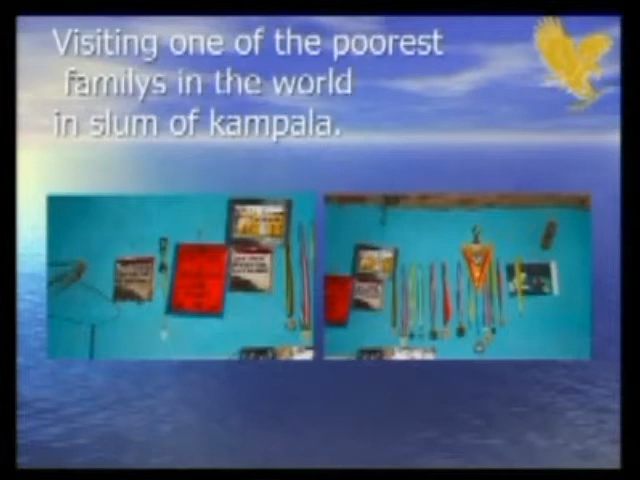 Visiting one of the poorest
familys in the world
in slum of kampala.